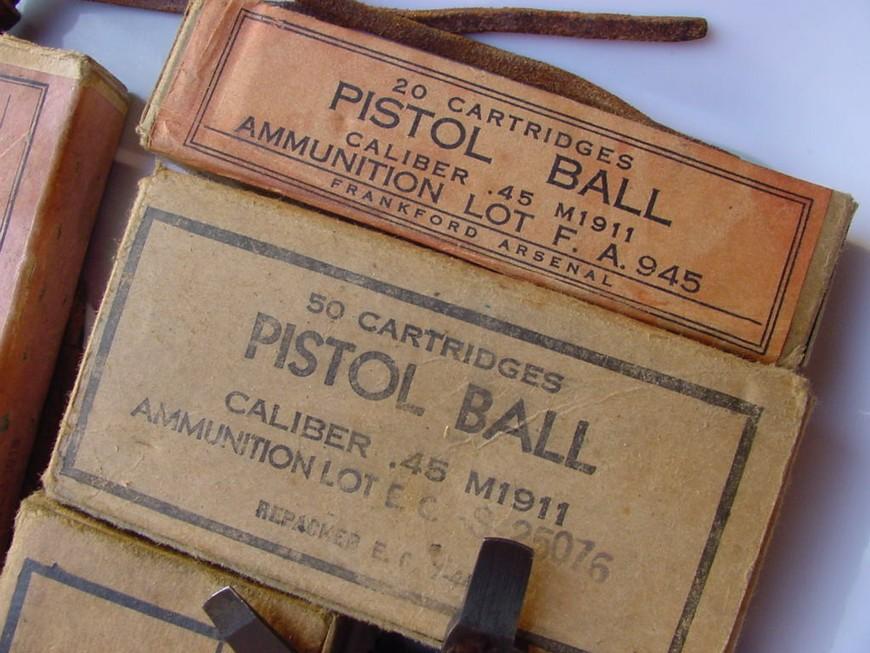 20 CARTRIDGES
PISTOL BALL
CALIBER .45 M1911
AMMUNITION LOT F. A. 945
FRANKFORD ARSENAL
50 CARTRIDGES
PISTOL BALL
CALIBER .45 M1911
AMMUNITION LOT E C S 25076
REPACKED E. C.